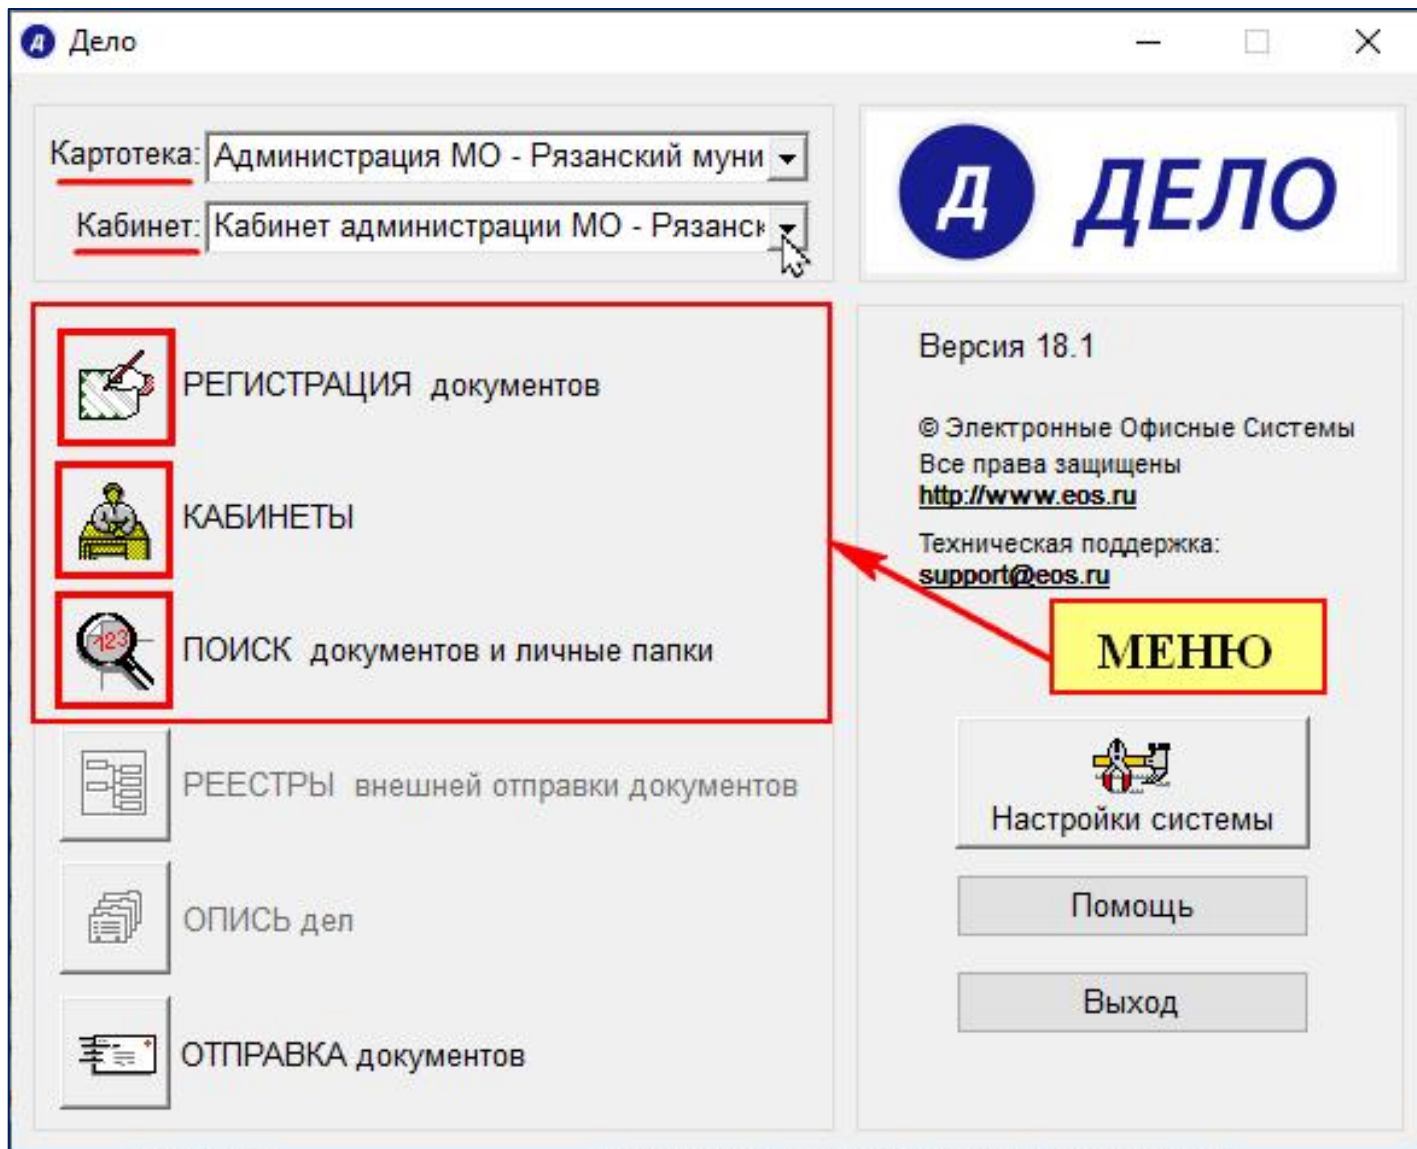 Дело
Картотека: Администрация МО - Рязанский муни
Кабинет: Кабинет администрации МО - Рязанск
Д ДЕЛО
РЕГИСТРАЦИЯ документов
КАБИНЕТЫ
123
ПОИСК документов и личные папки
РЕЕСТРЫ внешней отправки документов
ОПИСЬ дел
ОТПРАВКА документов
Версия 18.1
© Электронные Офисные Системы
Все права защищены
http://www.eos.ru
Техническая поддержка:
support@eos.ru
МЕНЮ
Настройки системы
Помощь
Выход